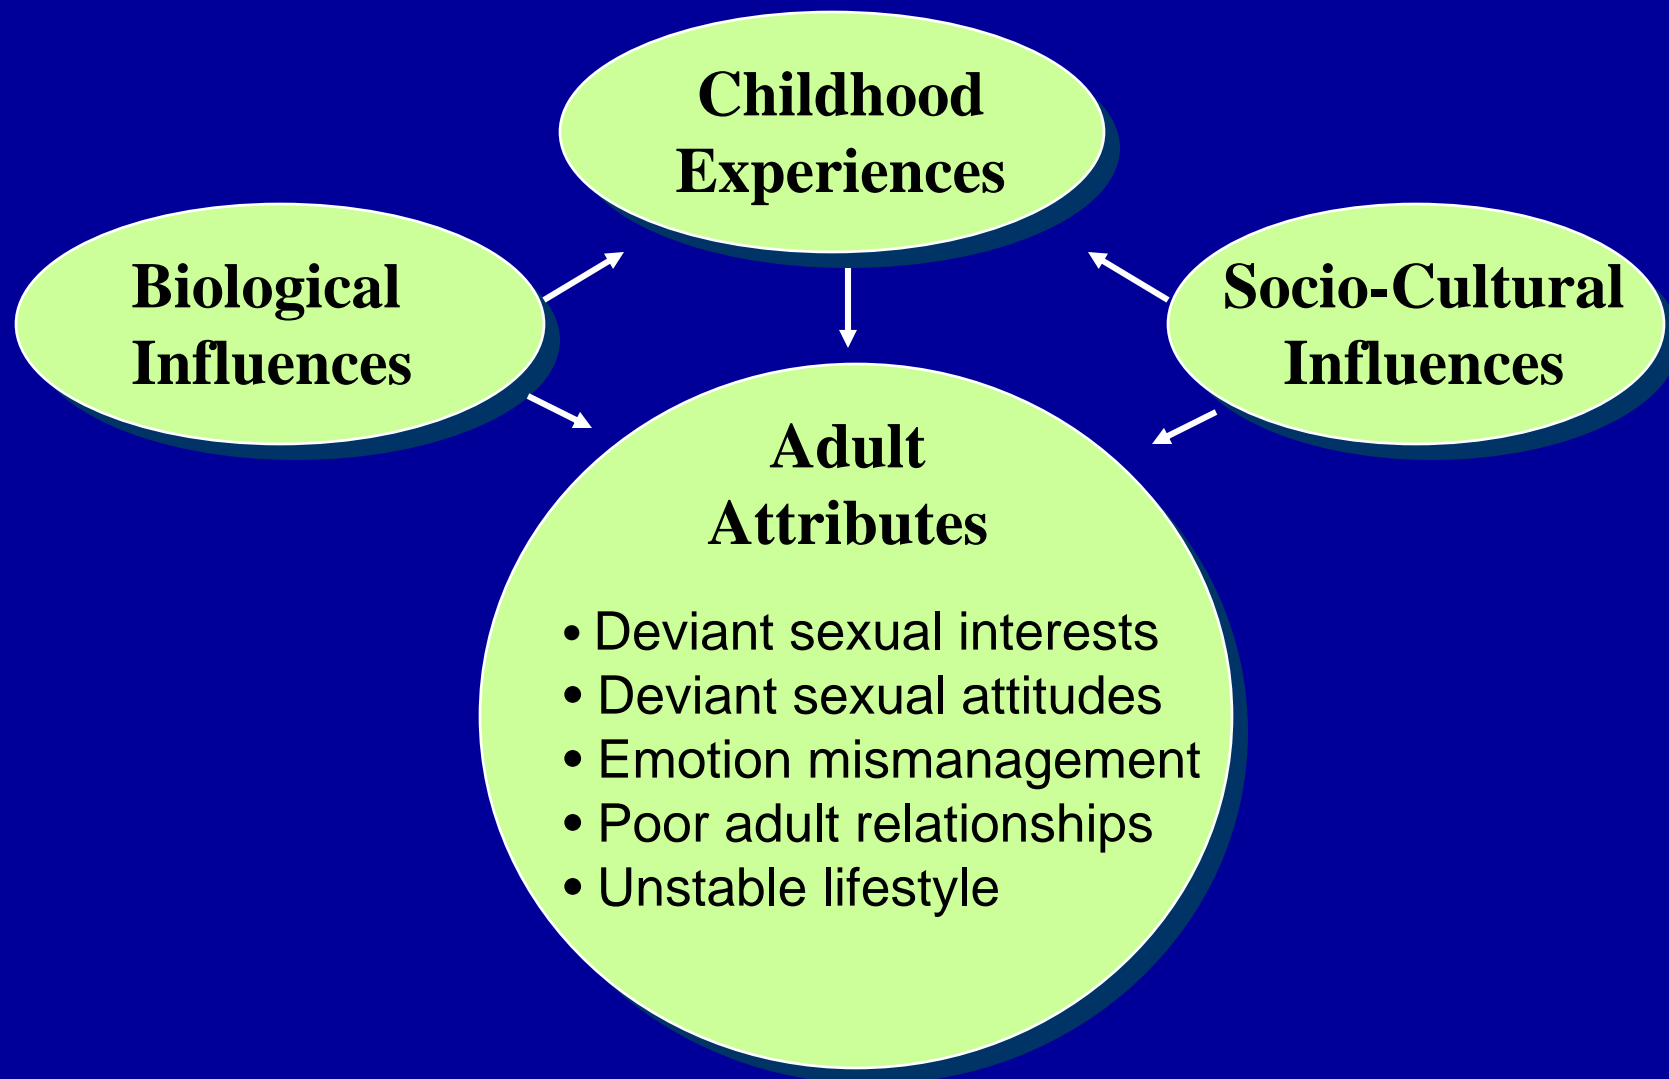 Childhood
Experiences
Biological
Influences
Socio-Cultural
Influences
Adult
Attributes
• Deviant sexual interests
• Deviant sexual attitudes
• Emotion mismanagement
• Poor adult relationships
• Unstable lifestyle